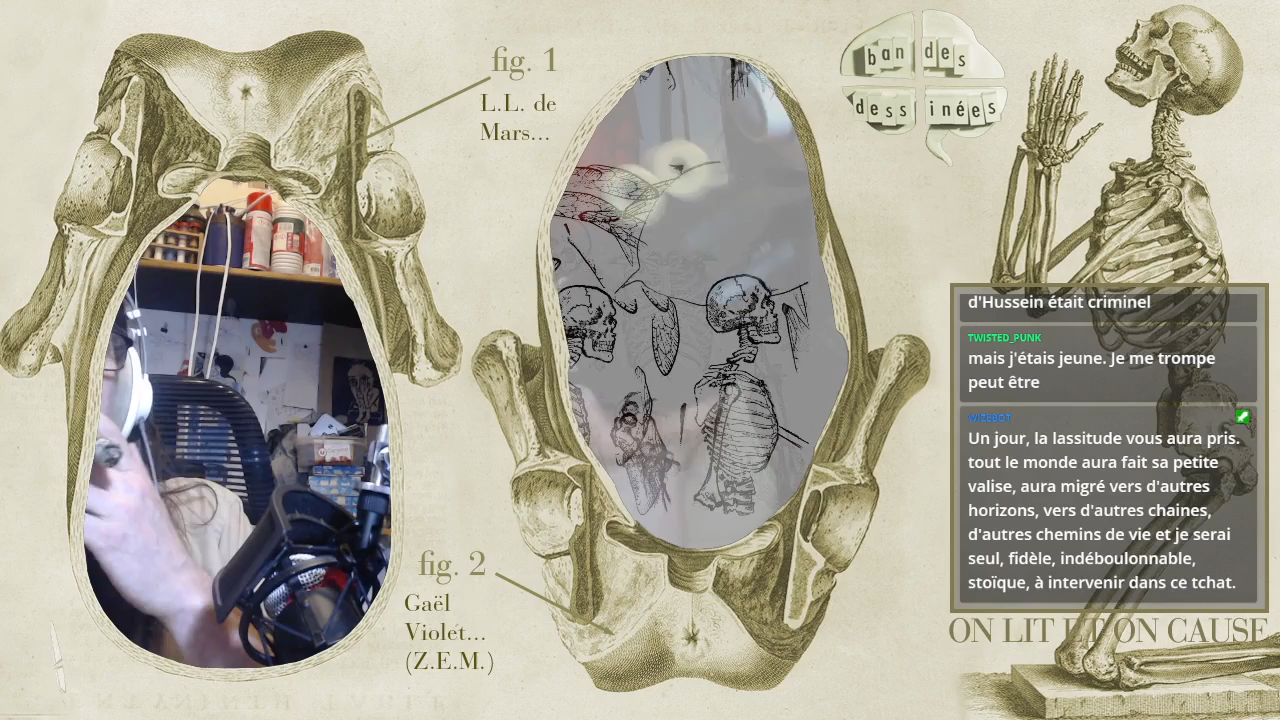 fig. 1
L.L. de
Mars...
ban des
dess inées
d'Hussein était criminel
TWISTED_PUNK
mais j'étais jeune. Je me trompe
peut être
WIZEBOT
Un jour, la lassitude vous aura pris.
tout le monde aura fait sa petite
valise, aura migré vers d'autres
horizons, vers d'autres chaines,
d'autres chemins de vie et je serai
seul, fidèle, indéboulonnable,
stoïque, à intervenir dans ce tchat.
fig. 2
Gaël
Violet...
(Z.E.M.)
ON LIT ET ON CAUSE